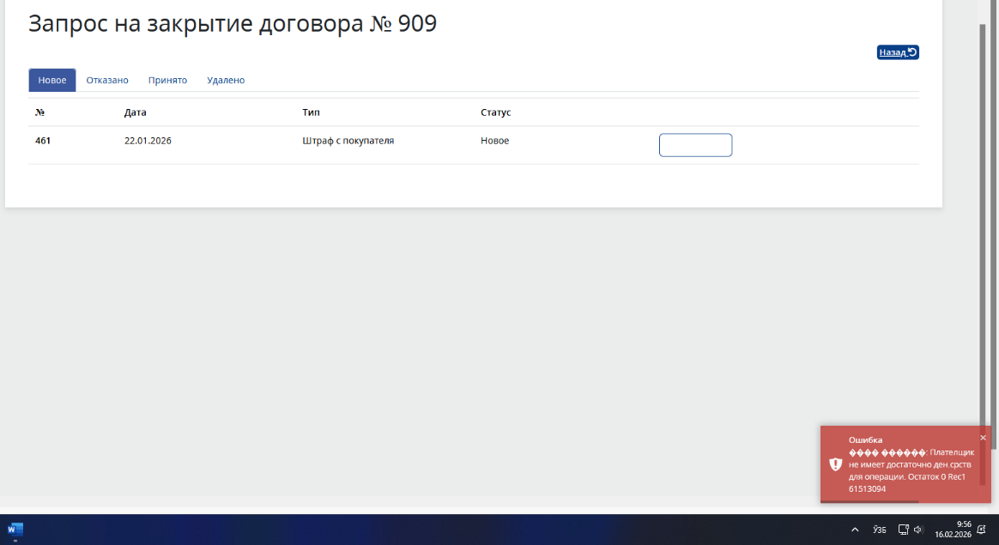 Запрос на закрытие договора № 909
Назад
Новое Отказано Принято Удалено
№ Дата Тип Статус
461 22.01.2026 Штраф с покупателя Новое
Ошибка
���� ������: Плательщик
не имеет достаточно ден.срств
для операции. Остаток 0 Rec1
61513094
ЎЗБ
9:56
16.02.2026